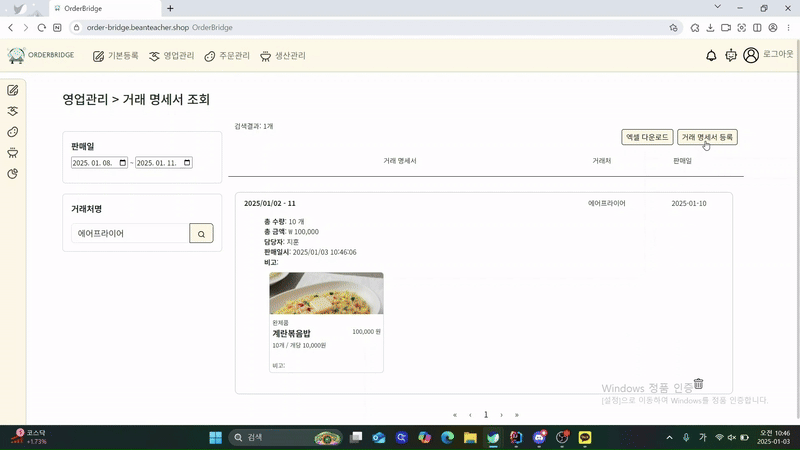 OrderBridge
order-bridge.beanteacher.shop OrderBridge
ORDERBRIDGE
기본등록
영업관리
주문관리
생산관리
로그아웃
영업관리 > 거래 명세서 조회
판매일
2025. 01. 08. ~ 2025. 01. 11.
거래처명
에어프라이어
검색결과: 1개
엑셀 다운로드
거래 명세서 등록
거래 명세서 거래처 판매일
2025/01/02 - 11 에어프라이어 2025-01-10
총 수량: 10 개
총 금액: ₩ 100,000
담당자: 지훈
판매일시: 2025/01/03 10:46:06
비고:
완제품
계란볶음밥 100,000 원
10개 / 개당 10,000원
비고:
« ‹ 1 › »
Windows 정품 인증
[설정]으로 이동하여 Windows를 정품 인증합니다.
코스닥
+1.73%
검색
가
오전 10:46
2025-01-03